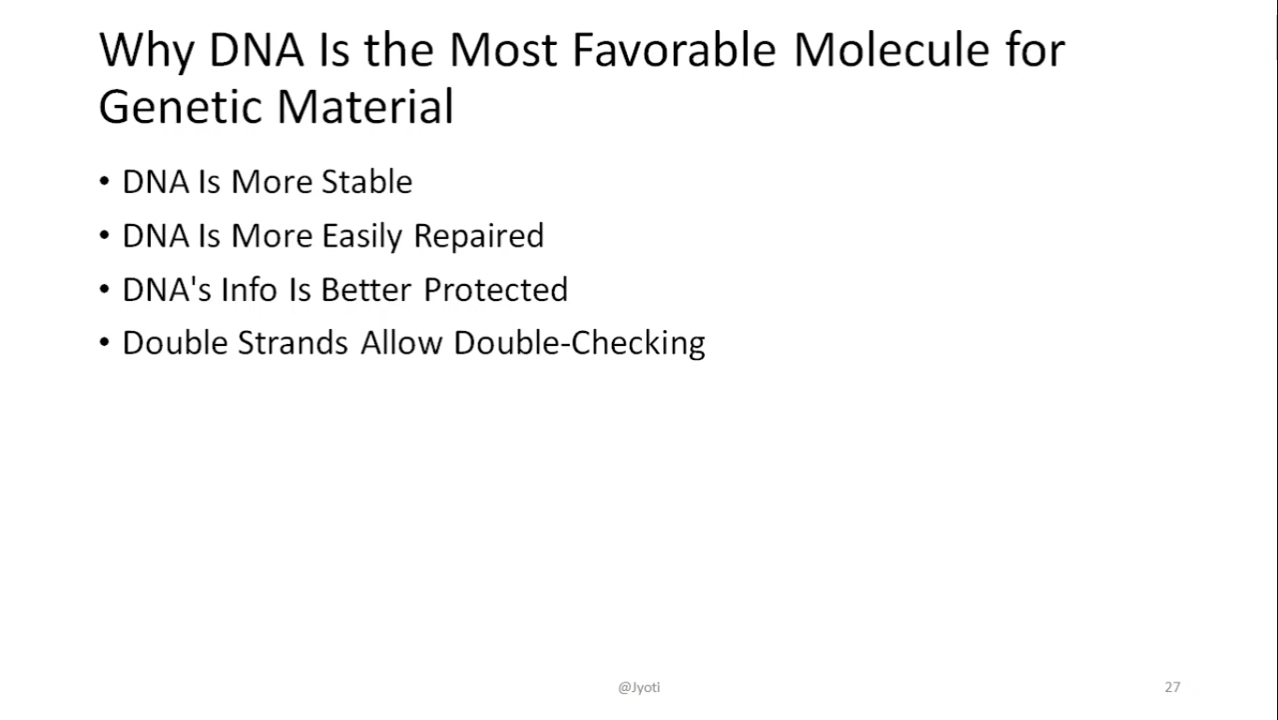 Why DNA Is the Most Favorable Molecule for
Genetic Material
• DNA Is More Stable
• DNA Is More Easily Repaired
• DNA's Info Is Better Protected
• Double Strands Allow Double-Checking
@Jyoti
27